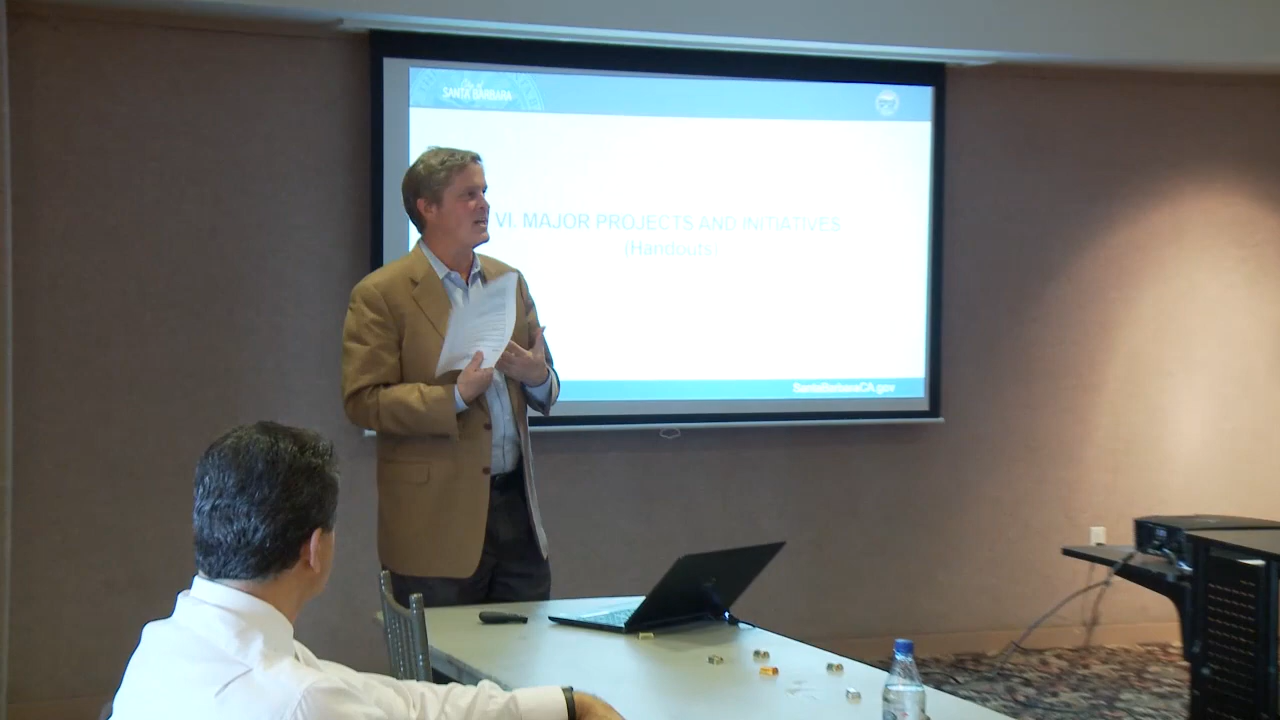 SANTA BARBARA
VI. MAJOR PROJECTS AND INITIATIVES
(Handouts)
SantaBarbaraCA.gov